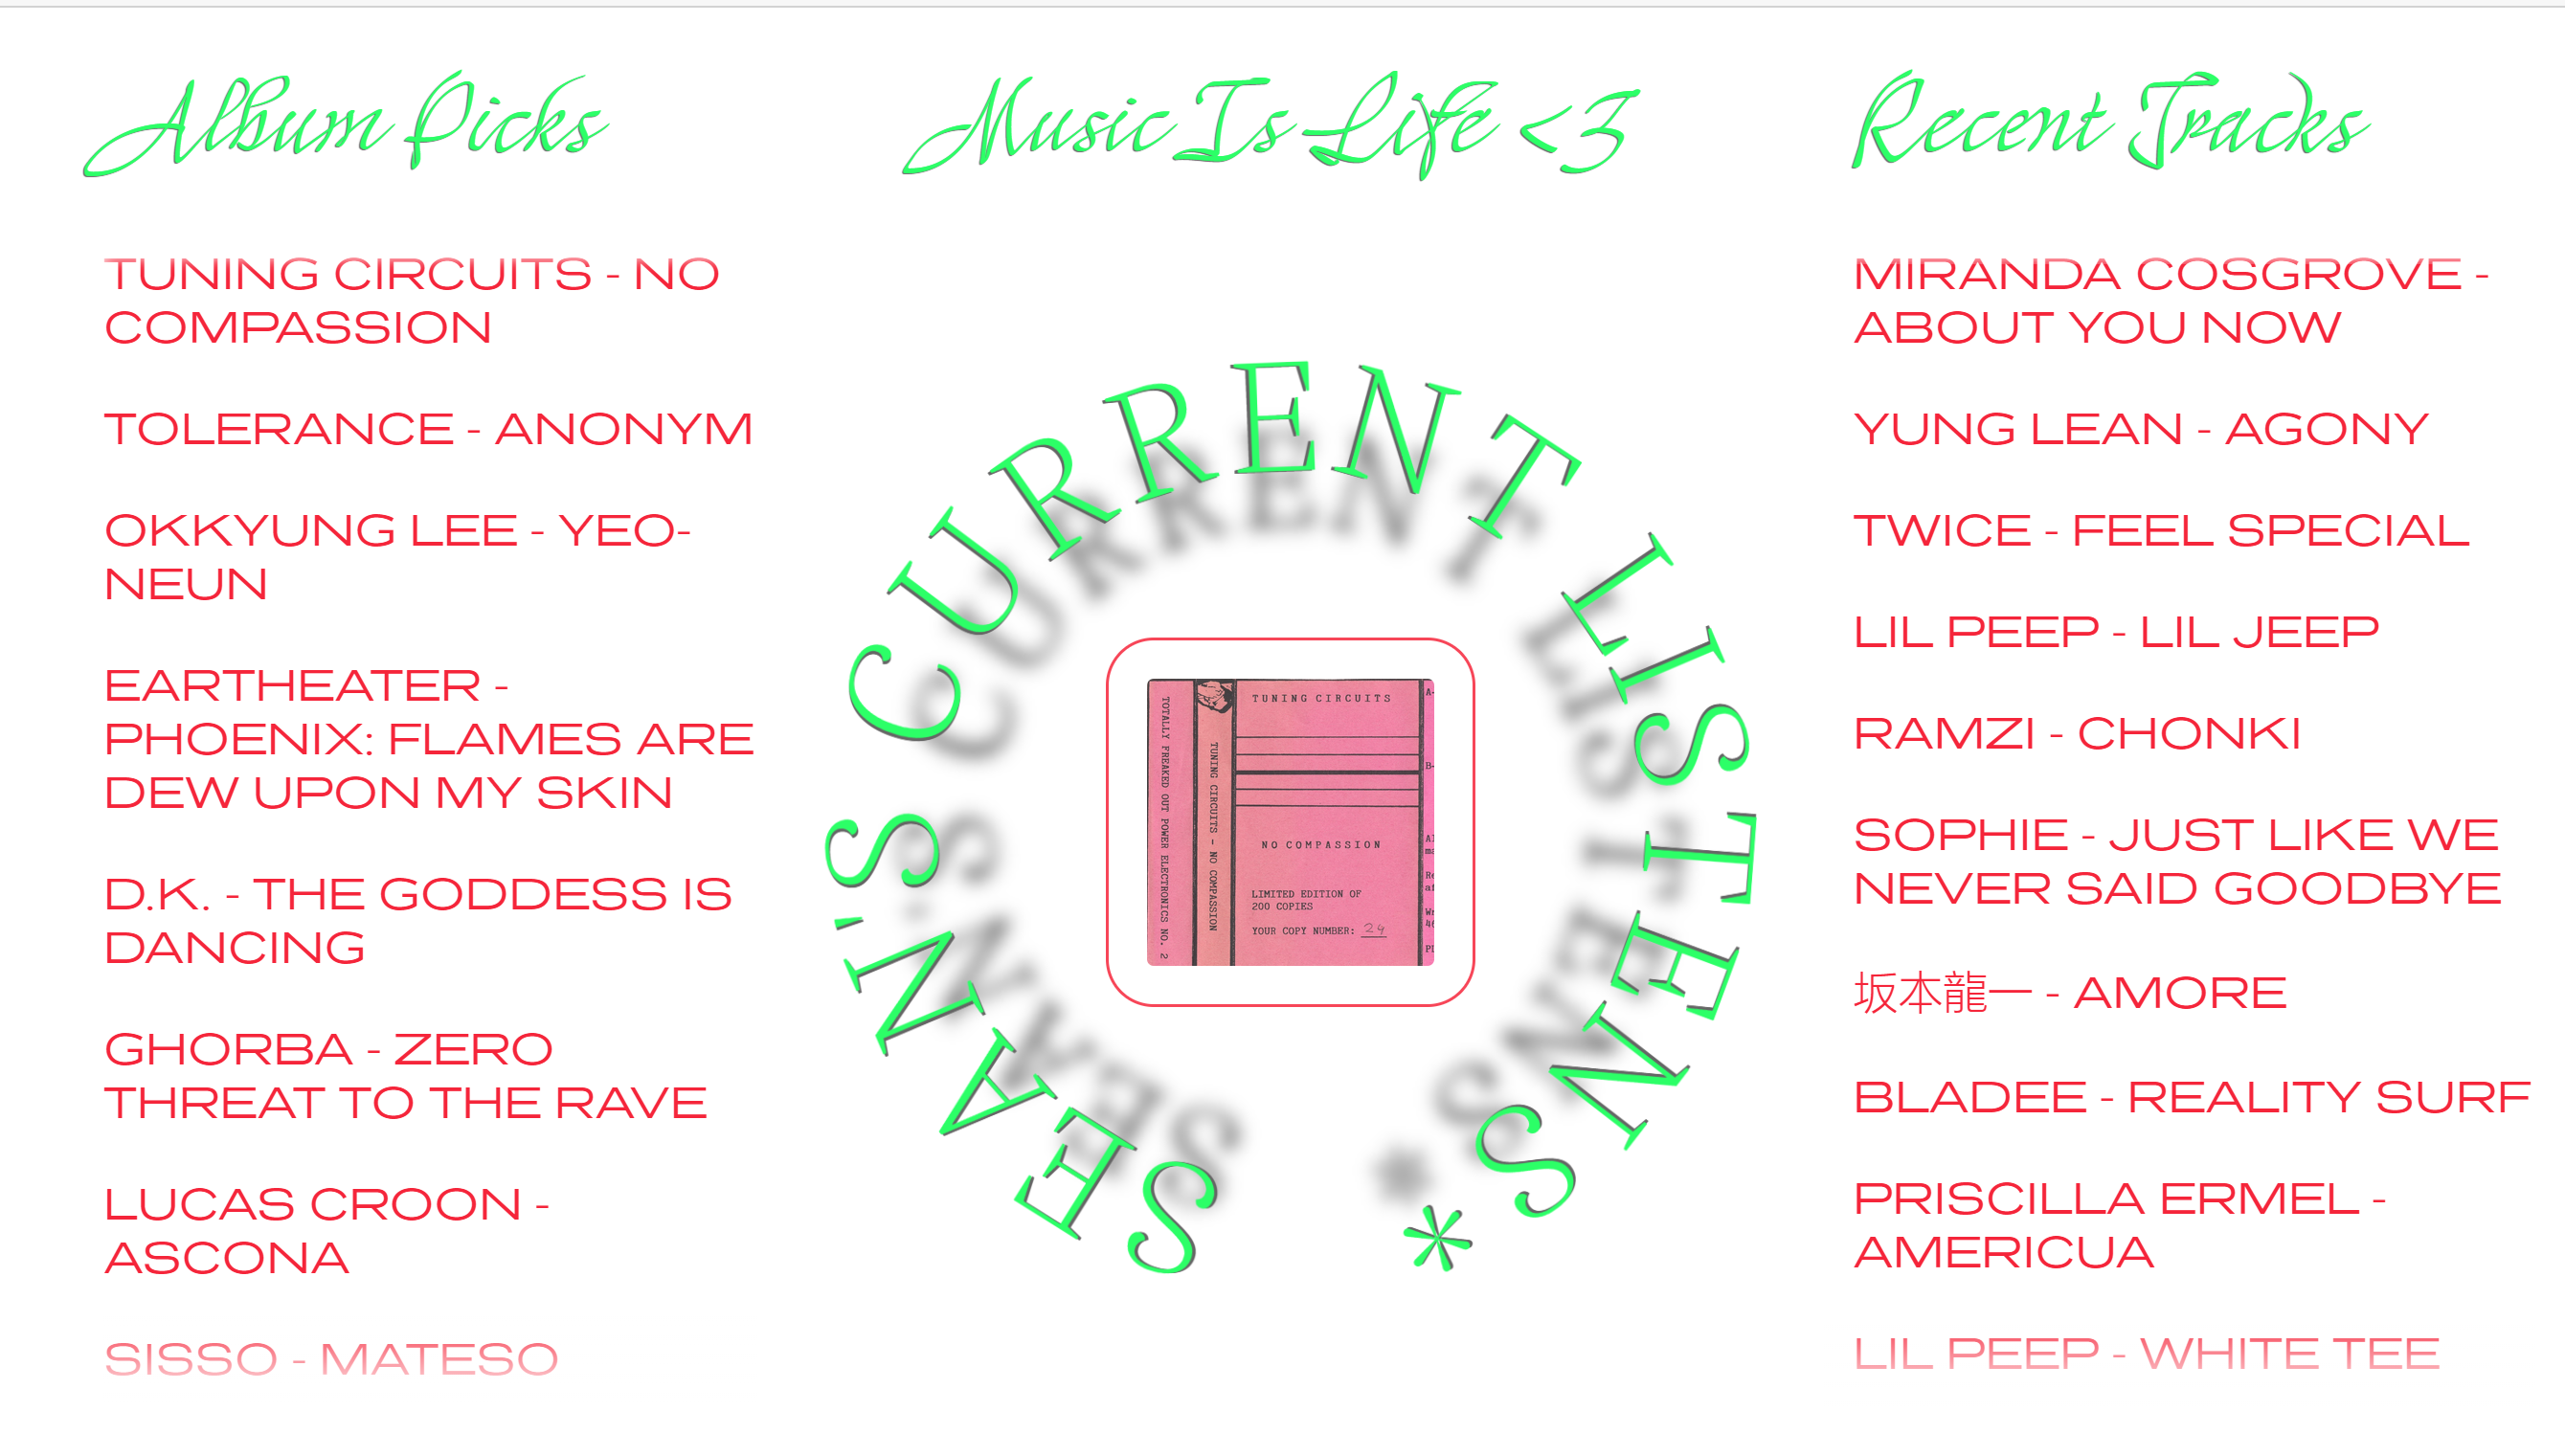 Album Picks
TUNING CIRCUITS - NO
COMPASSION
TOLERANCE - ANONYM
OKKYUNG LEE - YEO-
NEUN
EARTHEATER -
PHOENIX: FLAMES ARE
DEW UPON MY SKIN
D.K. - THE GODDESS IS
DANCING
GHORBA - ZERO
THREAT TO THE RAVE
LUCAS CROON -
ASCONA
SISSO - MATESO
Music Is Life <3
SEAN'S CURRENT LISTENS*
TOTALLY FREAKED OUT POWER ELECTRONICS NO. 2
TUNING CIRCUITS - NO COMPASSION
TUNING CIRCUITS
NO COMPASSION
LIMITED EDITION OF
200 COPIES
YOUR COPY NUMBER: 24
A-
B-
Recent Tracks
MIRANDA COSGROVE -
ABOUT YOU NOW
YUNG LEAN - AGONY
TWICE - FEEL SPECIAL
LIL PEEP - LIL JEEP
RAMZI - CHONKI
SOPHIE - JUST LIKE WE
NEVER SAID GOODBYE
坂本龍一 - AMORE
BLADEE - REALITY SURF
PRISCILLA ERMEL -
AMERICUA
LIL PEEP - WHITE TEE